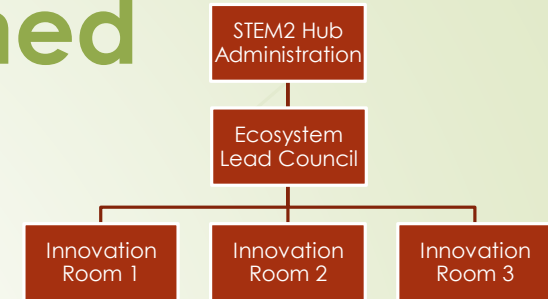 ned
STEM2 Hub
Administration
Ecosystem
Lead Council
Innovation
Room 1
Innovation
Room 2
Innovation
Room 3